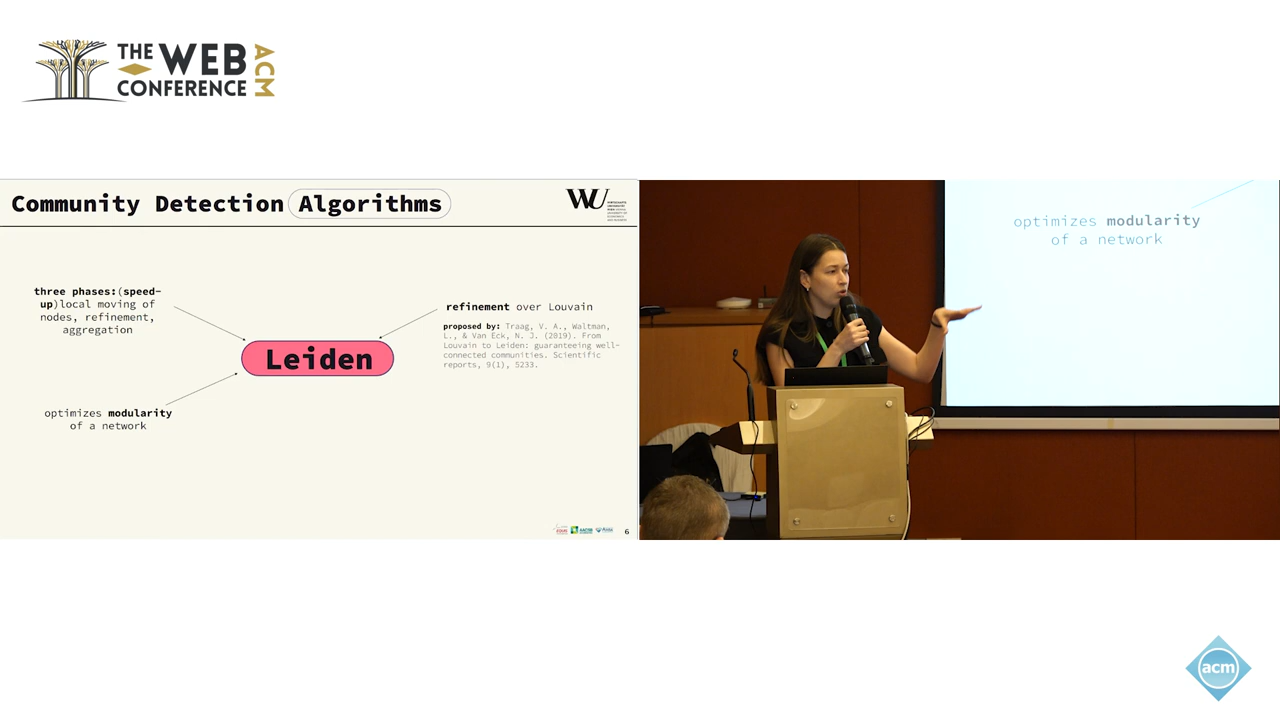 THE WEB
CONFERENCE
ACM
Community Detection Algorithms
WU
three phases:(speed-
up)local moving of
nodes, refinement,
aggregation
refinement over Louvain
proposed by: Traag, V. A., Waltman,
L., & Van Eck, N. J. (2019). From
Louvain to Leiden: guaranteeing well-
connected communities. Scientific
reports, 9(1), 5233.
Leiden
optimizes modularity
of a network
6
optimizes modularity
of a network
acm